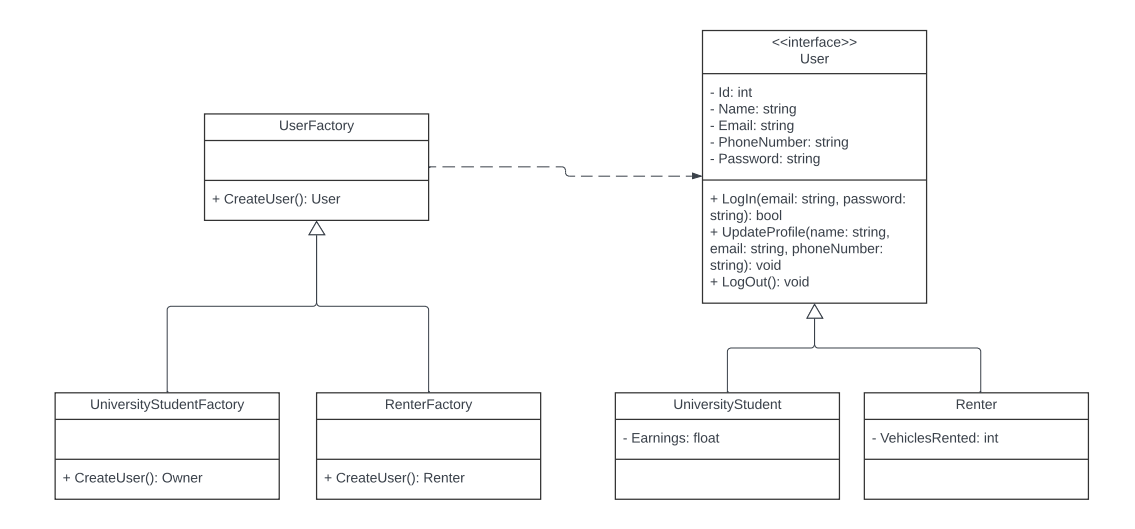 <<interface>>
User
- Id: int
- Name: string
- Email: string
- PhoneNumber: string
- Password: string
+ LogIn(email: string, password:
string): bool
+ UpdateProfile(name: string,
email: string, phoneNumber:
string): void
+ LogOut(): void
UserFactory
+ CreateUser(): User
UniversityStudentFactory
+ CreateUser(): Owner
RenterFactory
+ CreateUser(): Renter
UniversityStudent
- Earnings: float
Renter
- VehiclesRented: int